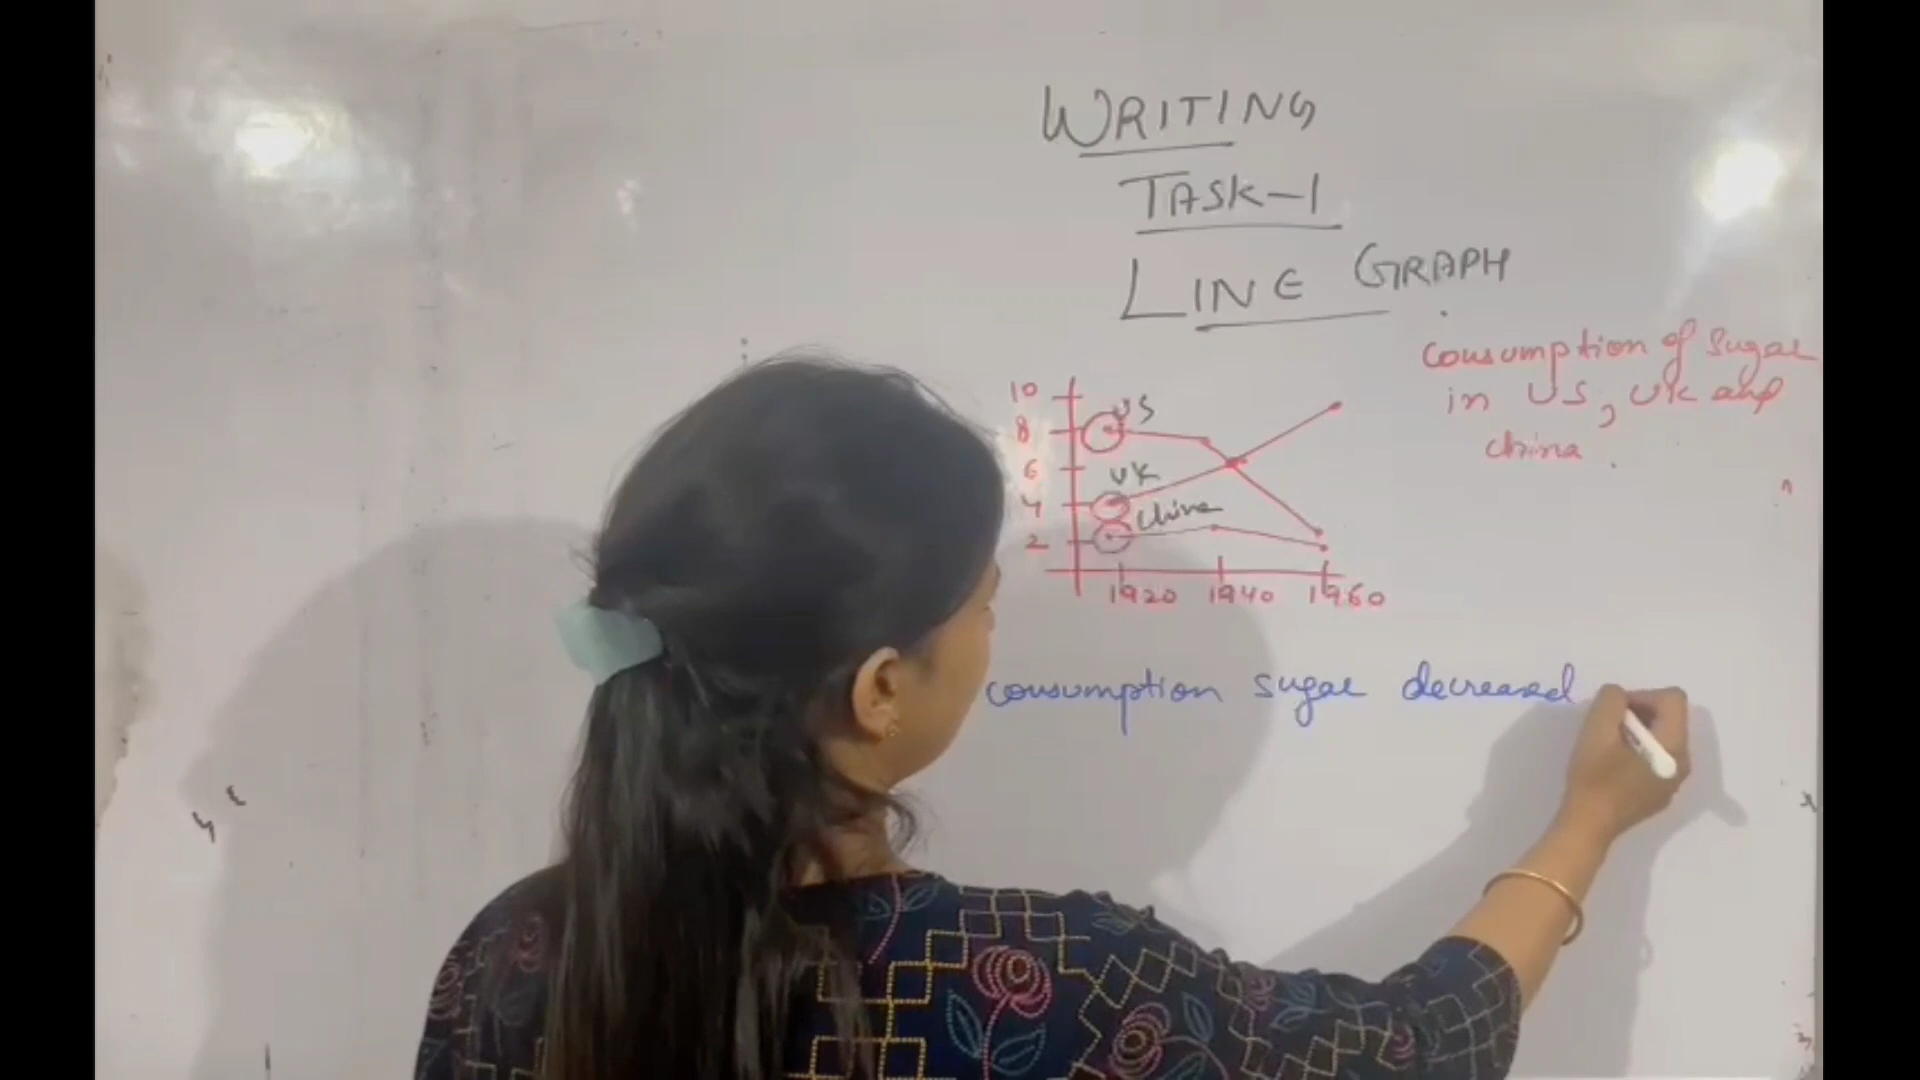 WRITING
TASK-1
LINE GRAPH
consumption of sugar
in US, UK and
china.
10
8
6
4
2
US
UK
china
1920 1940 1960
consumption sugar decreased